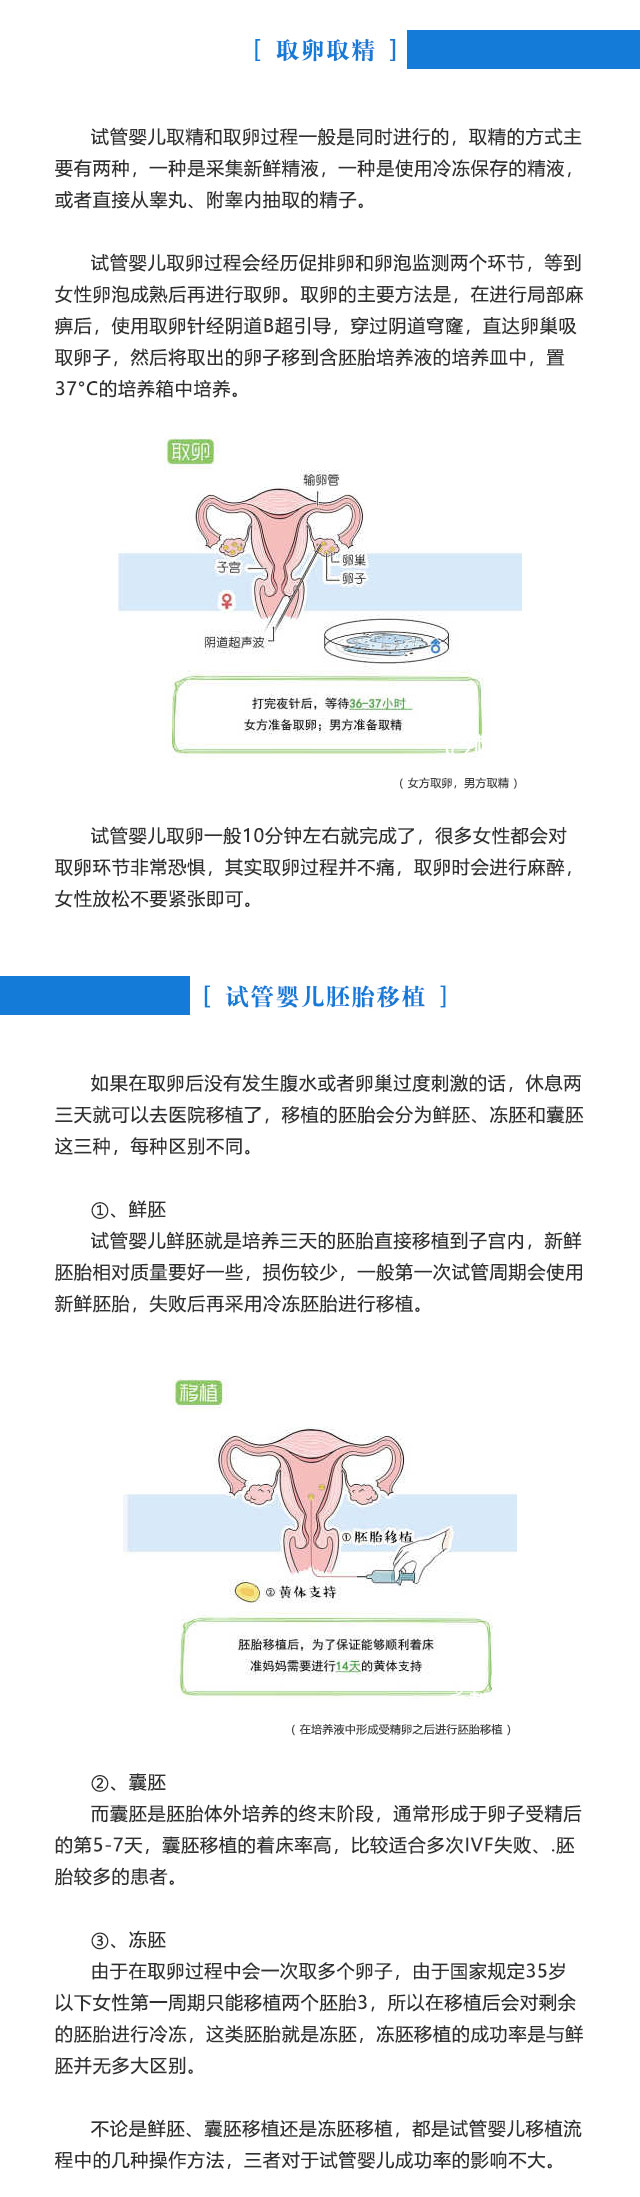 [ 取卵取精 ]
试管婴儿取精和取卵过程一般是同时进行的，取精的方式主
要有两种，一种是采集新鲜精液，一种是使用冷冻保存的精液，
或者直接从睾丸、附睾内抽取的精子。
试管婴儿取卵过程会经历促排卵和卵泡监测两个环节，等到
女性卵泡成熟后再进行取卵。取卵的主要方法是，在进行局部麻
痹后，使用取卵针经阴道B超引导，穿过阴道穹窿，直达卵巢吸
取卵子，然后将取出的卵子移到含胚胎培养液的培养皿中，置
37°C的培养箱中培养。
取卵
输卵管
卵巢
子宫
卵子
阴道超声波
打完夜针后，等待36-37小时
女方准备取卵；男方准备取精
（ 女方取卵，男方取精 ）
试管婴儿取卵一般10分钟左右就完成了，很多女性都会对
取卵环节非常恐惧，其实取卵过程并不痛，取卵时会进行麻醉，
女性放松不要紧张即可。
[ 试管婴儿胚胎移植 ]
如果在取卵后没有发生腹水或者卵巢过度刺激的话，休息两
三天就可以去医院移植了，移植的胚胎会分为鲜胚、冻胚和囊胚
这三种，每种区别不同。
①、鲜胚
试管婴儿鲜胚就是培养三天的胚胎直接移植到子宫内，新鲜
胚胎相对质量要好一些，损伤较少，一般第一次试管周期会使用
新鲜胚胎，失败后再采用冷冻胚胎进行移植。
移植
①胚胎移植
②黄体支持
胚胎移植后，为了保证能够顺利着床
准妈妈需要进行14天的黄体支持
（ 在培养液中形成受精卵之后进行胚胎移植 ）
②、囊胚
而囊胚是胚胎体外培养的终末阶段，通常形成于卵子受精后
的第5-7天，囊胚移植的着床率高，比较适合多次IVF失败、.胚
胎较多的患者。
③、冻胚
由于在取卵过程中会一次取多个卵子，由于国家规定35岁
以下女性第一周期只能移植两个胚胎3，所以在移植后会对剩余
的胚胎进行冷冻，这类胚胎就是冻胚，冻胚移植的成功率是与鲜
胚并无多大区别。
不论是鲜胚、囊胚移植还是冻胚移植，都是试管婴儿移植流
程中的几种操作方法，三者对于试管婴儿成功率的影响不大。